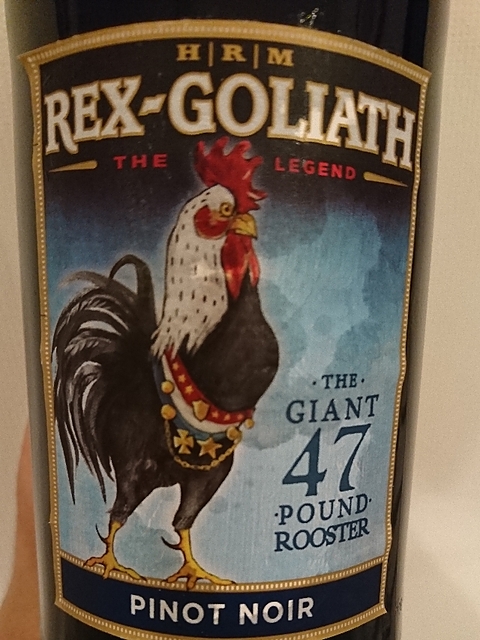 H|R|M
REX-GOLIATH
THE LEGEND
·THE·
GIANT
47
·POUND·
ROOSTER
PINOT NOIR